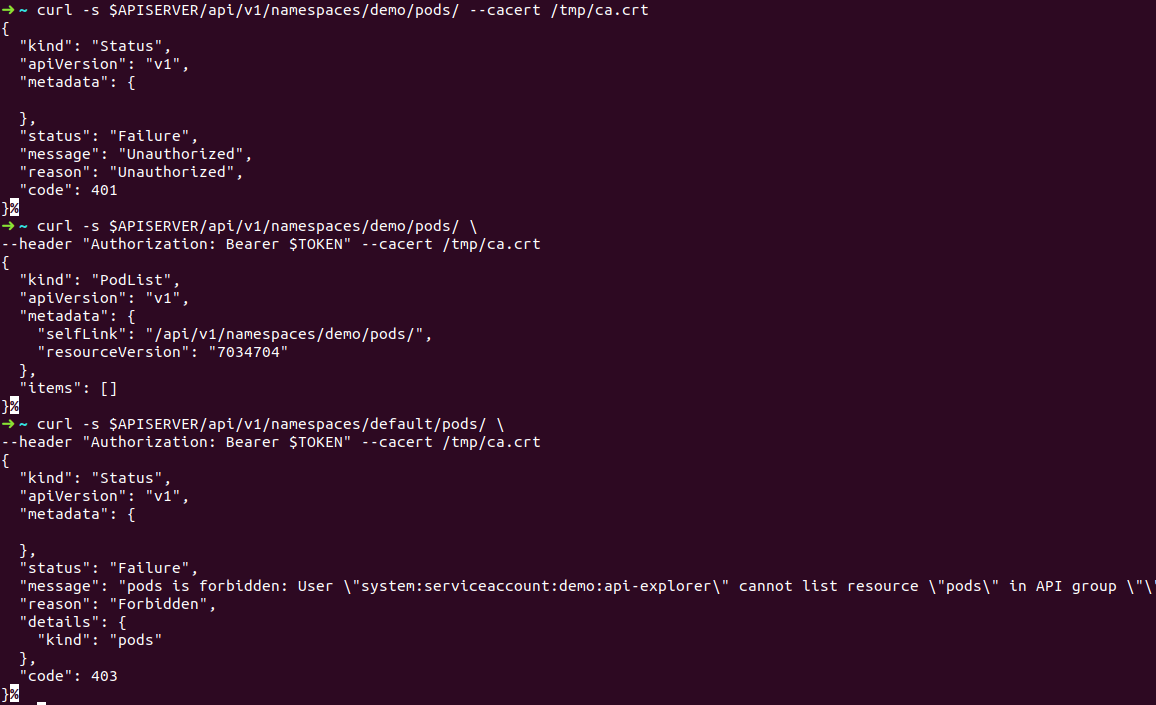 ➜ ~ curl -s $APISERVER/api/v1/namespaces/demo/pods/ --cacert /tmp/ca.crt
{
  "kind": "Status",
  "apiVersion": "v1",
  "metadata": {

  },
  "status": "Failure",
  "message": "Unauthorized",
  "reason": "Unauthorized",
  "code": 401
}%
➜ ~ curl -s $APISERVER/api/v1/namespaces/demo/pods/ \
--header "Authorization: Bearer $TOKEN" --cacert /tmp/ca.crt
{
  "kind": "PodList",
  "apiVersion": "v1",
  "metadata": {
    "selfLink": "/api/v1/namespaces/demo/pods/",
    "resourceVersion": "7034704"
  },
  "items": []
}%
➜ ~ curl -s $APISERVER/api/v1/namespaces/default/pods/ \
--header "Authorization: Bearer $TOKEN" --cacert /tmp/ca.crt
{
  "kind": "Status",
  "apiVersion": "v1",
  "metadata": {

  },
  "status": "Failure",
  "message": "pods is forbidden: User \"system:serviceaccount:demo:api-explorer\" cannot list resource \"pods\" in API group \"\"
  "reason": "Forbidden",
  "details": {
    "kind": "pods"
  },
  "code": 403
}%